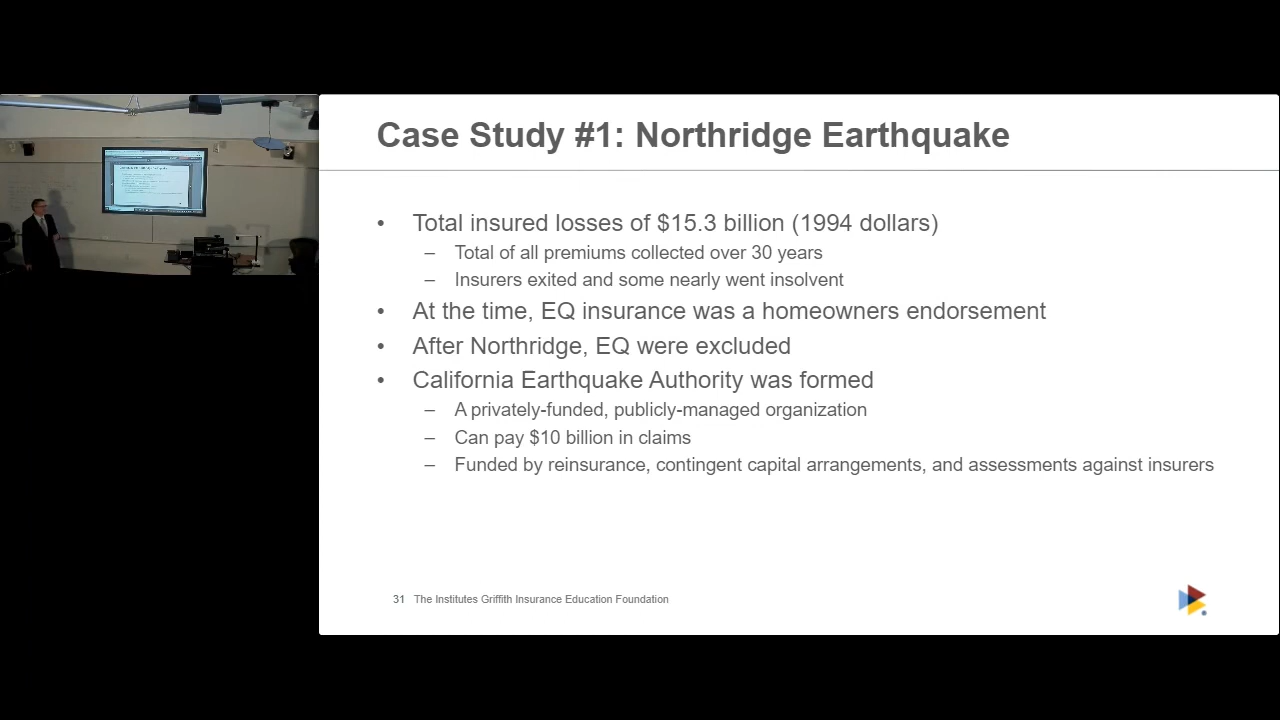 Case Study #1: Northridge Earthquake
• Total insured losses of $15.3 billion (1994 dollars)
– Total of all premiums collected over 30 years
– Insurers exited and some nearly went insolvent
• At the time, EQ insurance was a homeowners endorsement
• After Northridge, EQ were excluded
• California Earthquake Authority was formed
– A privately-funded, publicly-managed organization
– Can pay $10 billion in claims
– Funded by reinsurance, contingent capital arrangements, and assessments against insurers
31 The Institutes Griffith Insurance Education Foundation